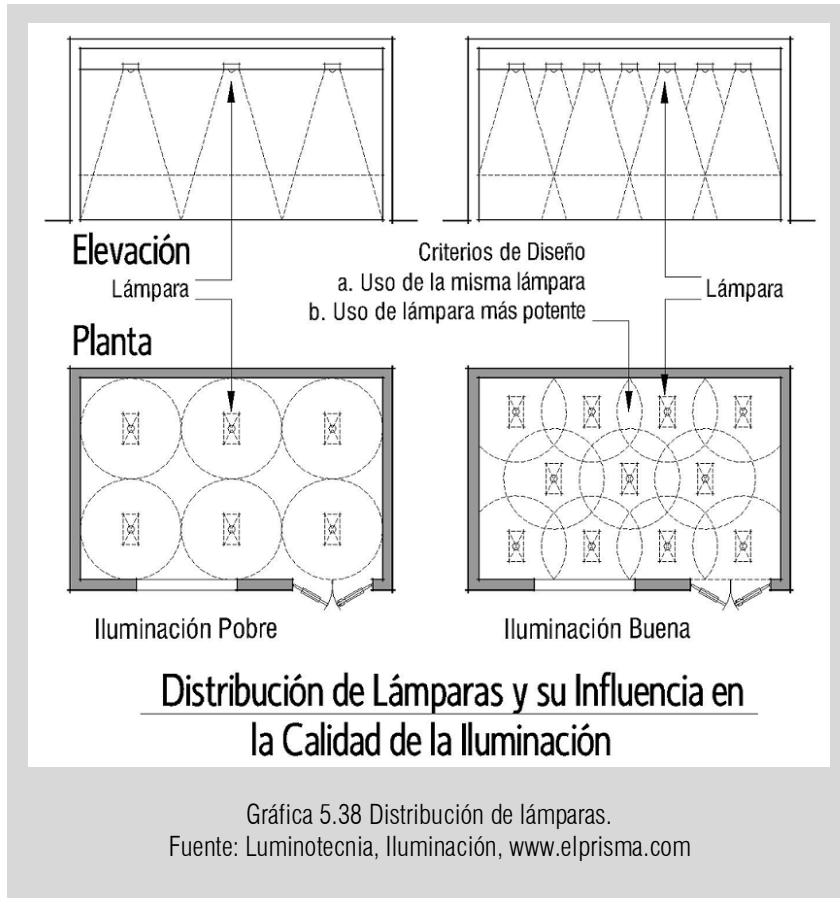 Elevación
Lámpara
Criterios de Diseño
a. Uso de la misma lámpara
b. Uso de lámpara más potente
Lámpara
Planta
Iluminación Pobre
Iluminación Buena
Distribución de Lámparas y su Influencia en
la Calidad de la Iluminación
Gráfica 5.38 Distribución de lámparas.
Fuente: Luminotecnia, Iluminación, www.elprisma.com